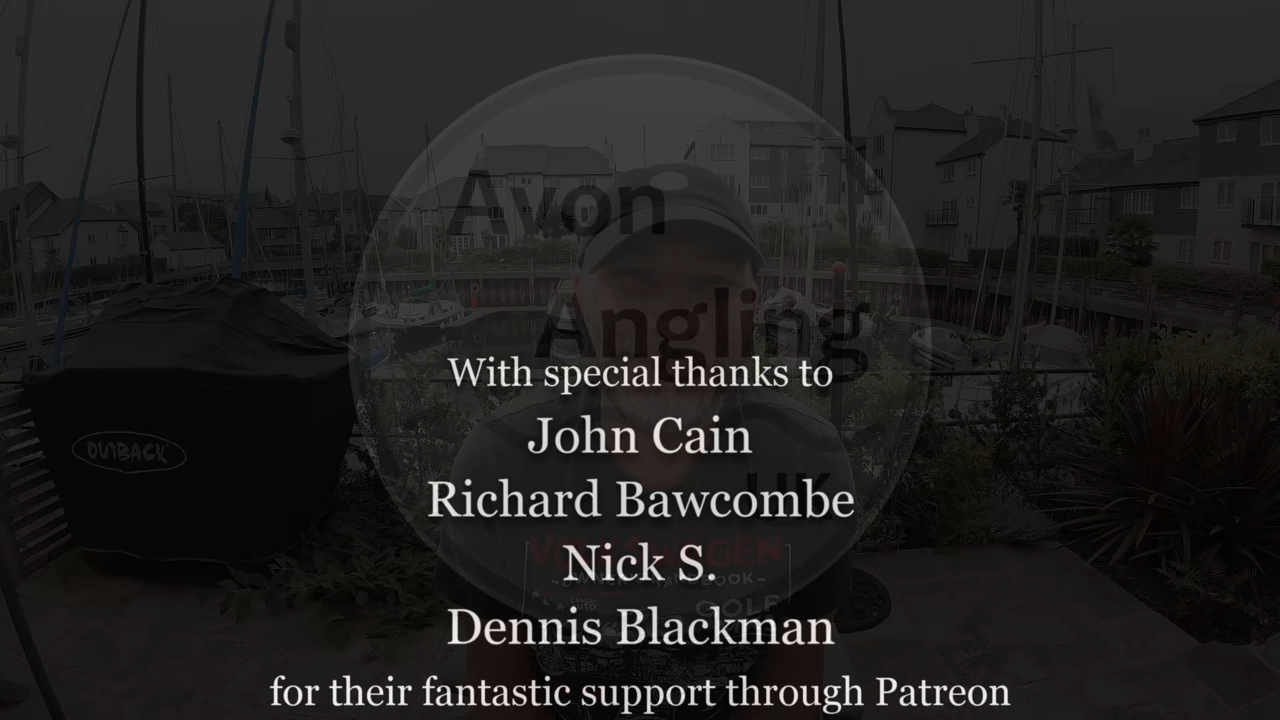 Avon
Angling
UK
OUTBACK
With special thanks to
John Cain
Richard Bawcombe
Nick S.
Dennis Blackman
for their fantastic support through Patreon
GOLF